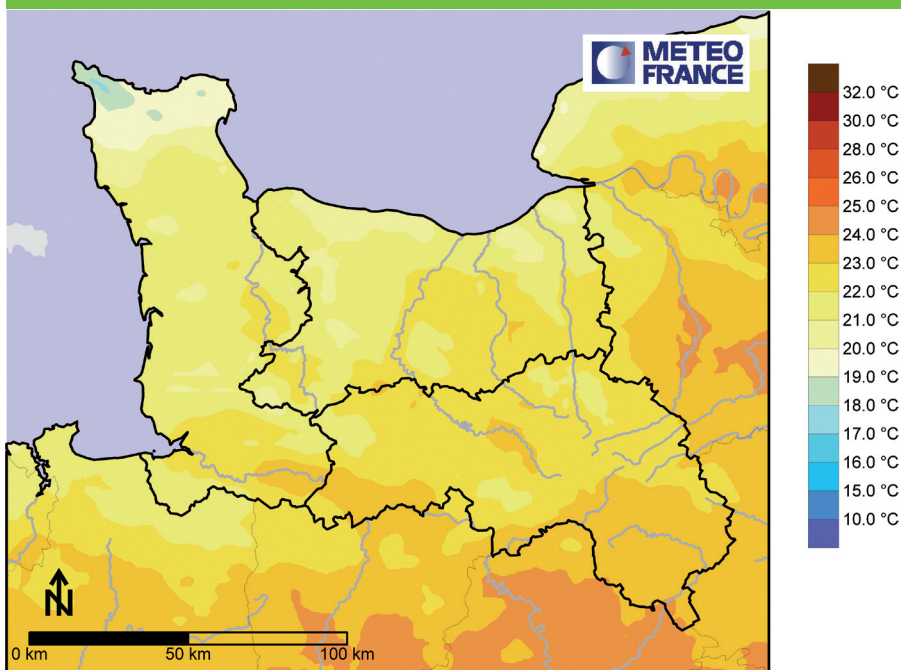 METEO
FRANCE
32.0 °C
30.0 °C
28.0 °C
26.0 °C
25.0 °C
24.0 °C
23.0 °C
22.0 °C
21.0 °C
20.0 °C
19.0 °C
18.0 °C
17.0 °C
16.0 °C
15.0 °C
10.0 °C
N
0 km 50 km 100 km